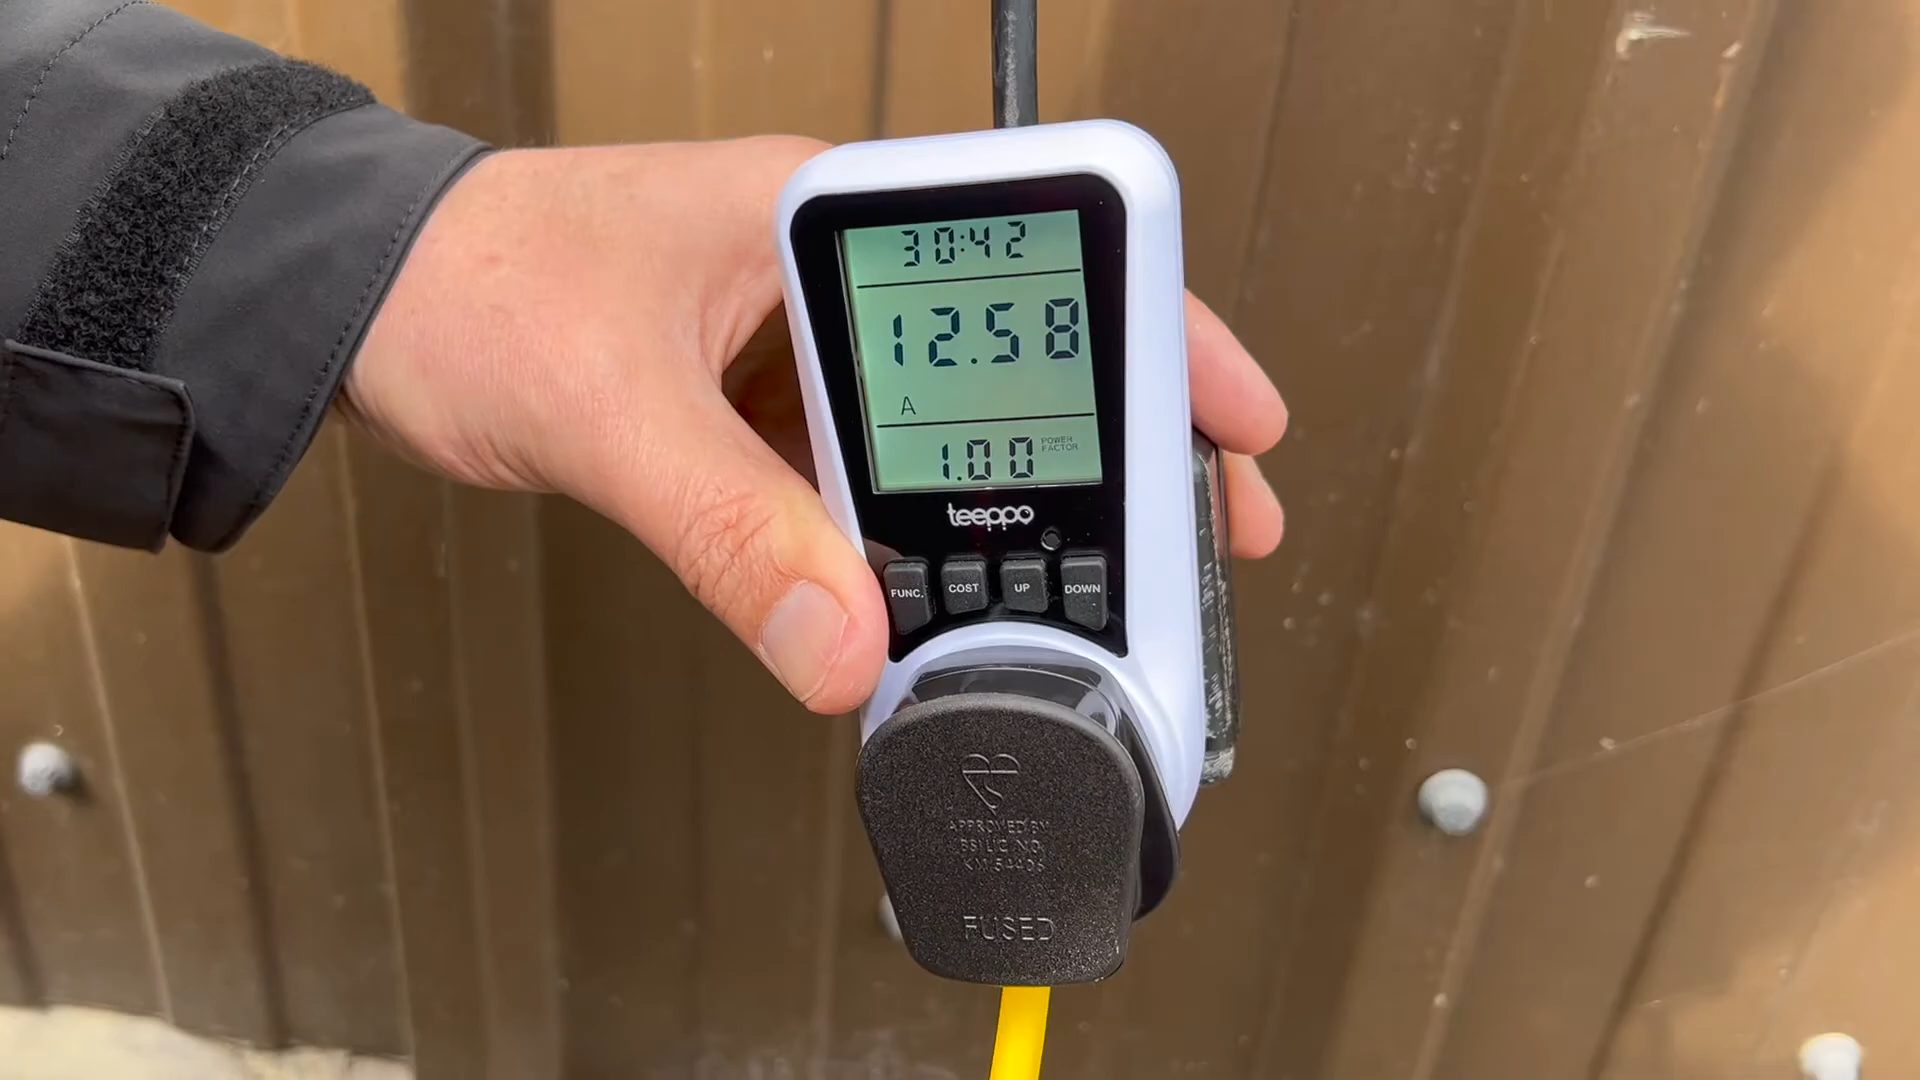 30:42
12.58
A
1.00 POWER FACTOR
teeppo
FUNC. COST UP DOWN
APPROVED BY
BSI LIC NO.
KM 54406
FUSED